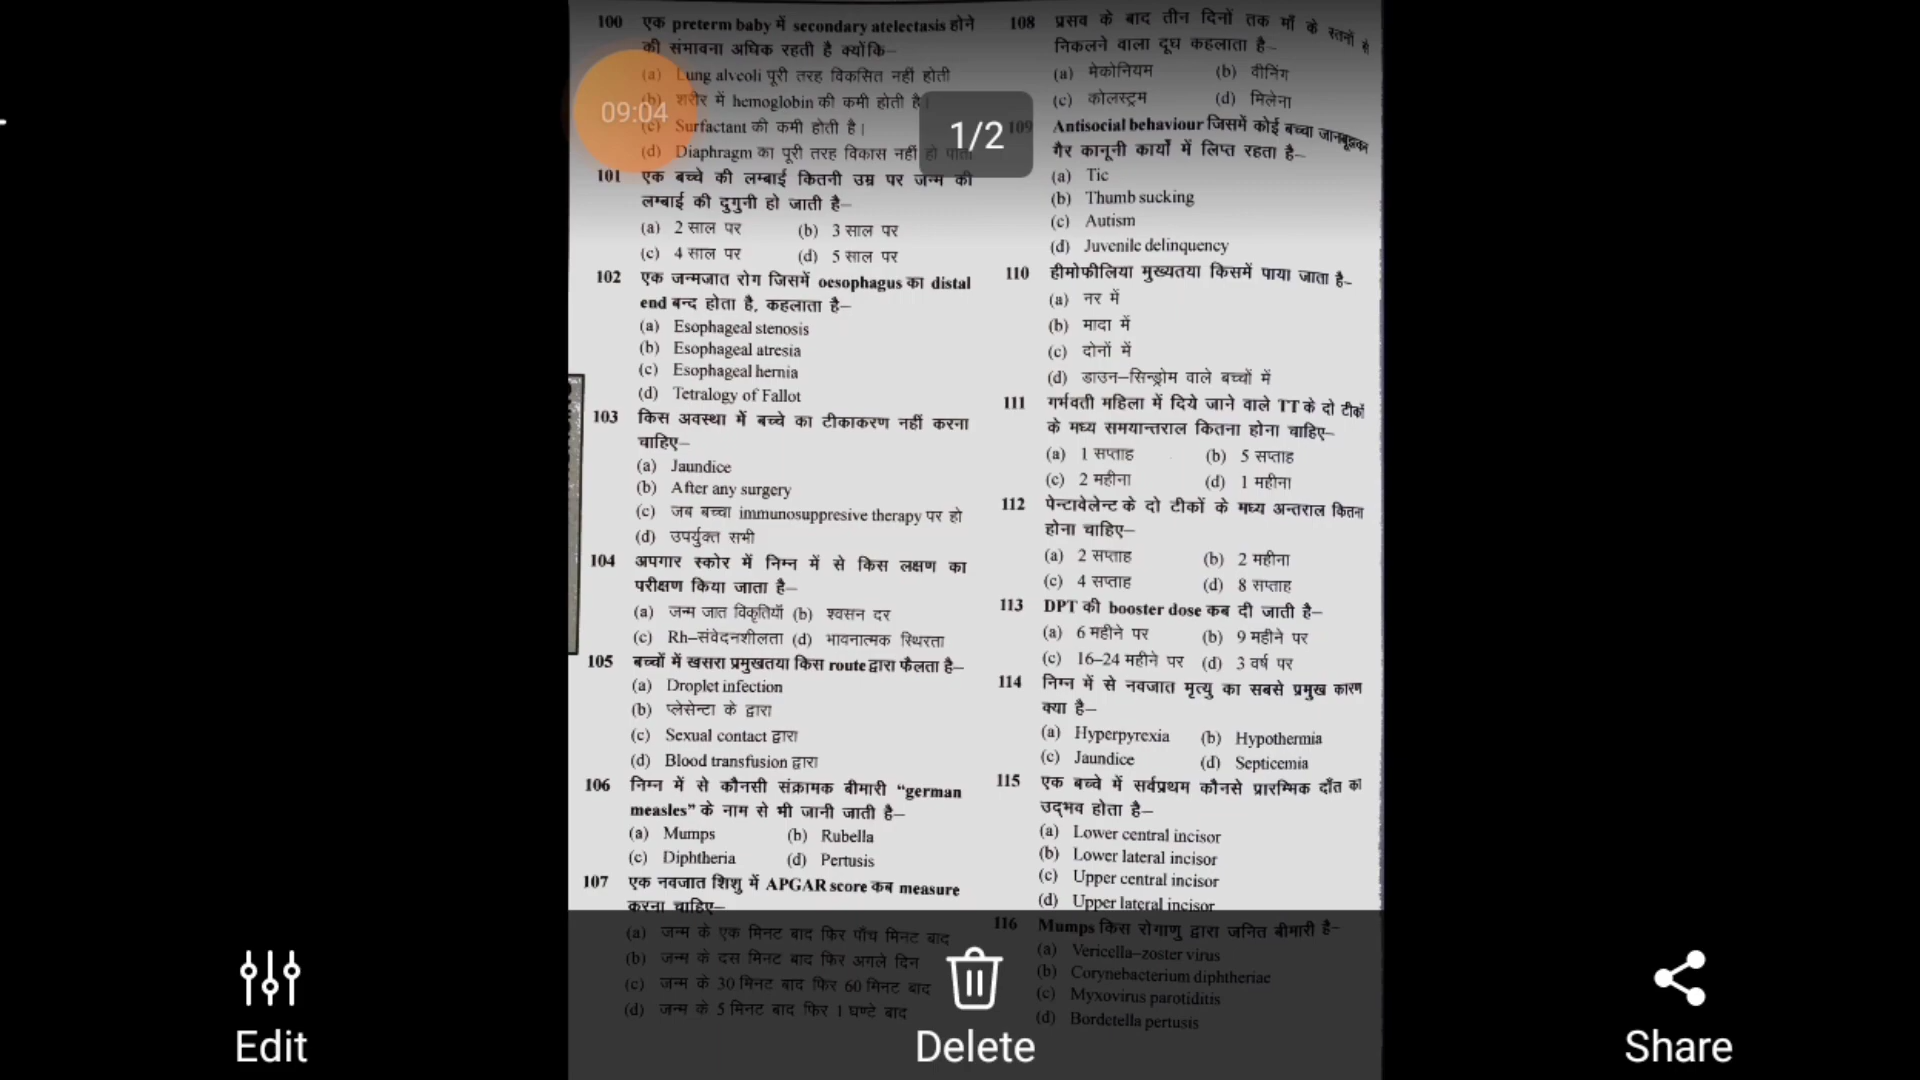 100 एक preterm baby में secondary atelectasis होने
की संभावना अधिक रहती है क्योंकि–
(a) Lung alveoli पूरी तरह विकसित नहीं होती
(b) शरीर में hemoglobin की कमी होती है।
(c) Surfactant की कमी होती है।
(d) Diaphragm का पूरी तरह विकास नहीं हो पाता
101 एक बच्चे की लम्बाई कितनी उम्र पर जन्म की
लम्बाई की दुगुनी हो जाती है–
(a) 2 साल पर (b) 3 साल पर
(c) 4 साल पर (d) 5 साल पर
102 एक जन्मजात रोग जिसमें oesophagus का distal
end बन्द होता है, कहलाता है–
(a) Esophageal stenosis
(b) Esophageal atresia
(c) Esophageal hernia
(d) Tetralogy of Fallot
103 किस अवस्था में बच्चे का टीकाकरण नहीं करना
चाहिए–
(a) Jaundice
(b) After any surgery
(c) जब बच्चा immunosuppresive therapy पर हो
(d) उपर्युक्त सभी
104 अपगार स्कोर में निम्न में से किस लक्षण का
परीक्षण किया जाता है–
(a) जन्म जात विकृतियाँ (b) श्वसन दर
(c) Rh–संवेदनशीलता (d) भावनात्मक स्थिरता
105 बच्चों में खसरा प्रमुखतया किस route द्वारा फैलता है–
(a) Droplet infection
(b) प्लेसेन्टा के द्वारा
(c) Sexual contact द्वारा
(d) Blood transfusion द्वारा
106 निम्न में से कौनसी संक्रामक बीमारी “german
measles” के नाम से भी जानी जाती है–
(a) Mumps (b) Rubella
(c) Diphtheria (d) Pertusis
107 एक नवजात शिशु में APGAR score कब measure
करना चाहिए–
(a) जन्म के एक मिनट बाद फिर पाँच मिनट बाद
(b) जन्म के दस मिनट बाद फिर अगले दिन
(c) जन्म के 30 मिनट बाद फिर 60 मिनट बाद
(d) जन्म के 5 मिनट बाद फिर 1 घण्टे बाद
108 प्रसव के बाद तीन दिनों तक माँ के स्तनों से
निकलने वाला दूध कहलाता है–
(a) मेकोनियम (b) वीनिंग
(c) कोलस्ट्रम (d) मिलेना
109 Antisocial behaviour जिसमें कोई बच्चा जानबूझकर
गैर कानूनी कार्यों में लिप्त रहता है–
(a) Tic
(b) Thumb sucking
(c) Autism
(d) Juvenile delinquency
110 हीमोफीलिया मुख्यतया किसमें पाया जाता है–
(a) नर में
(b) मादा में
(c) दोनों में
(d) डाउन–सिन्ड्रोम वाले बच्चों में
111 गर्भवती महिला में दिये जाने वाले TT के दो टीकों
के मध्य समयान्तराल कितना होना चाहिए–
(a) 1 सप्ताह (b) 5 सप्ताह
(c) 2 महीना (d) 1 महीना
112 पेन्टावेलेन्ट के दो टीकों के मध्य अन्तराल कितना
होना चाहिए–
(a) 2 सप्ताह (b) 2 महीना
(c) 4 सप्ताह (d) 8 सप्ताह
113 DPT की booster dose कब दी जाती है–
(a) 6 महीने पर (b) 9 महीने पर
(c) 16–24 महीने पर (d) 3 वर्ष पर
114 निम्न में से नवजात मृत्यु का सबसे प्रमुख कारण
क्या है–
(a) Hyperpyrexia (b) Hypothermia
(c) Jaundice (d) Septicemia
115 एक बच्चे में सर्वप्रथम कौनसे प्रारम्भिक दाँत का
उद्भव होता है–
(a) Lower central incisor
(b) Lower lateral incisor
(c) Upper central incisor
(d) Upper lateral incisor
116 Mumps किस रोगाणु द्वारा जनित बीमारी है–
(a) Vericella–zoster virus
(b) Corynebacterium diphtheriae
(c) Myxovirus parotiditis
(d) Bordetella pertusis
09:04
1/2
Edit
Delete
Share